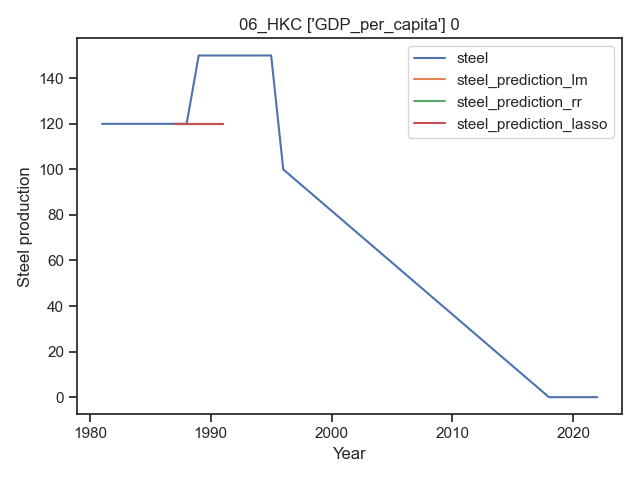 06_HKC ['GDP_per_capita'] 0
steel
steel_prediction_lm
steel_prediction_rr
steel_prediction_lasso
Steel production
140
120
100
80
60
40
20
0
1980 1990 2000 2010 2020
Year